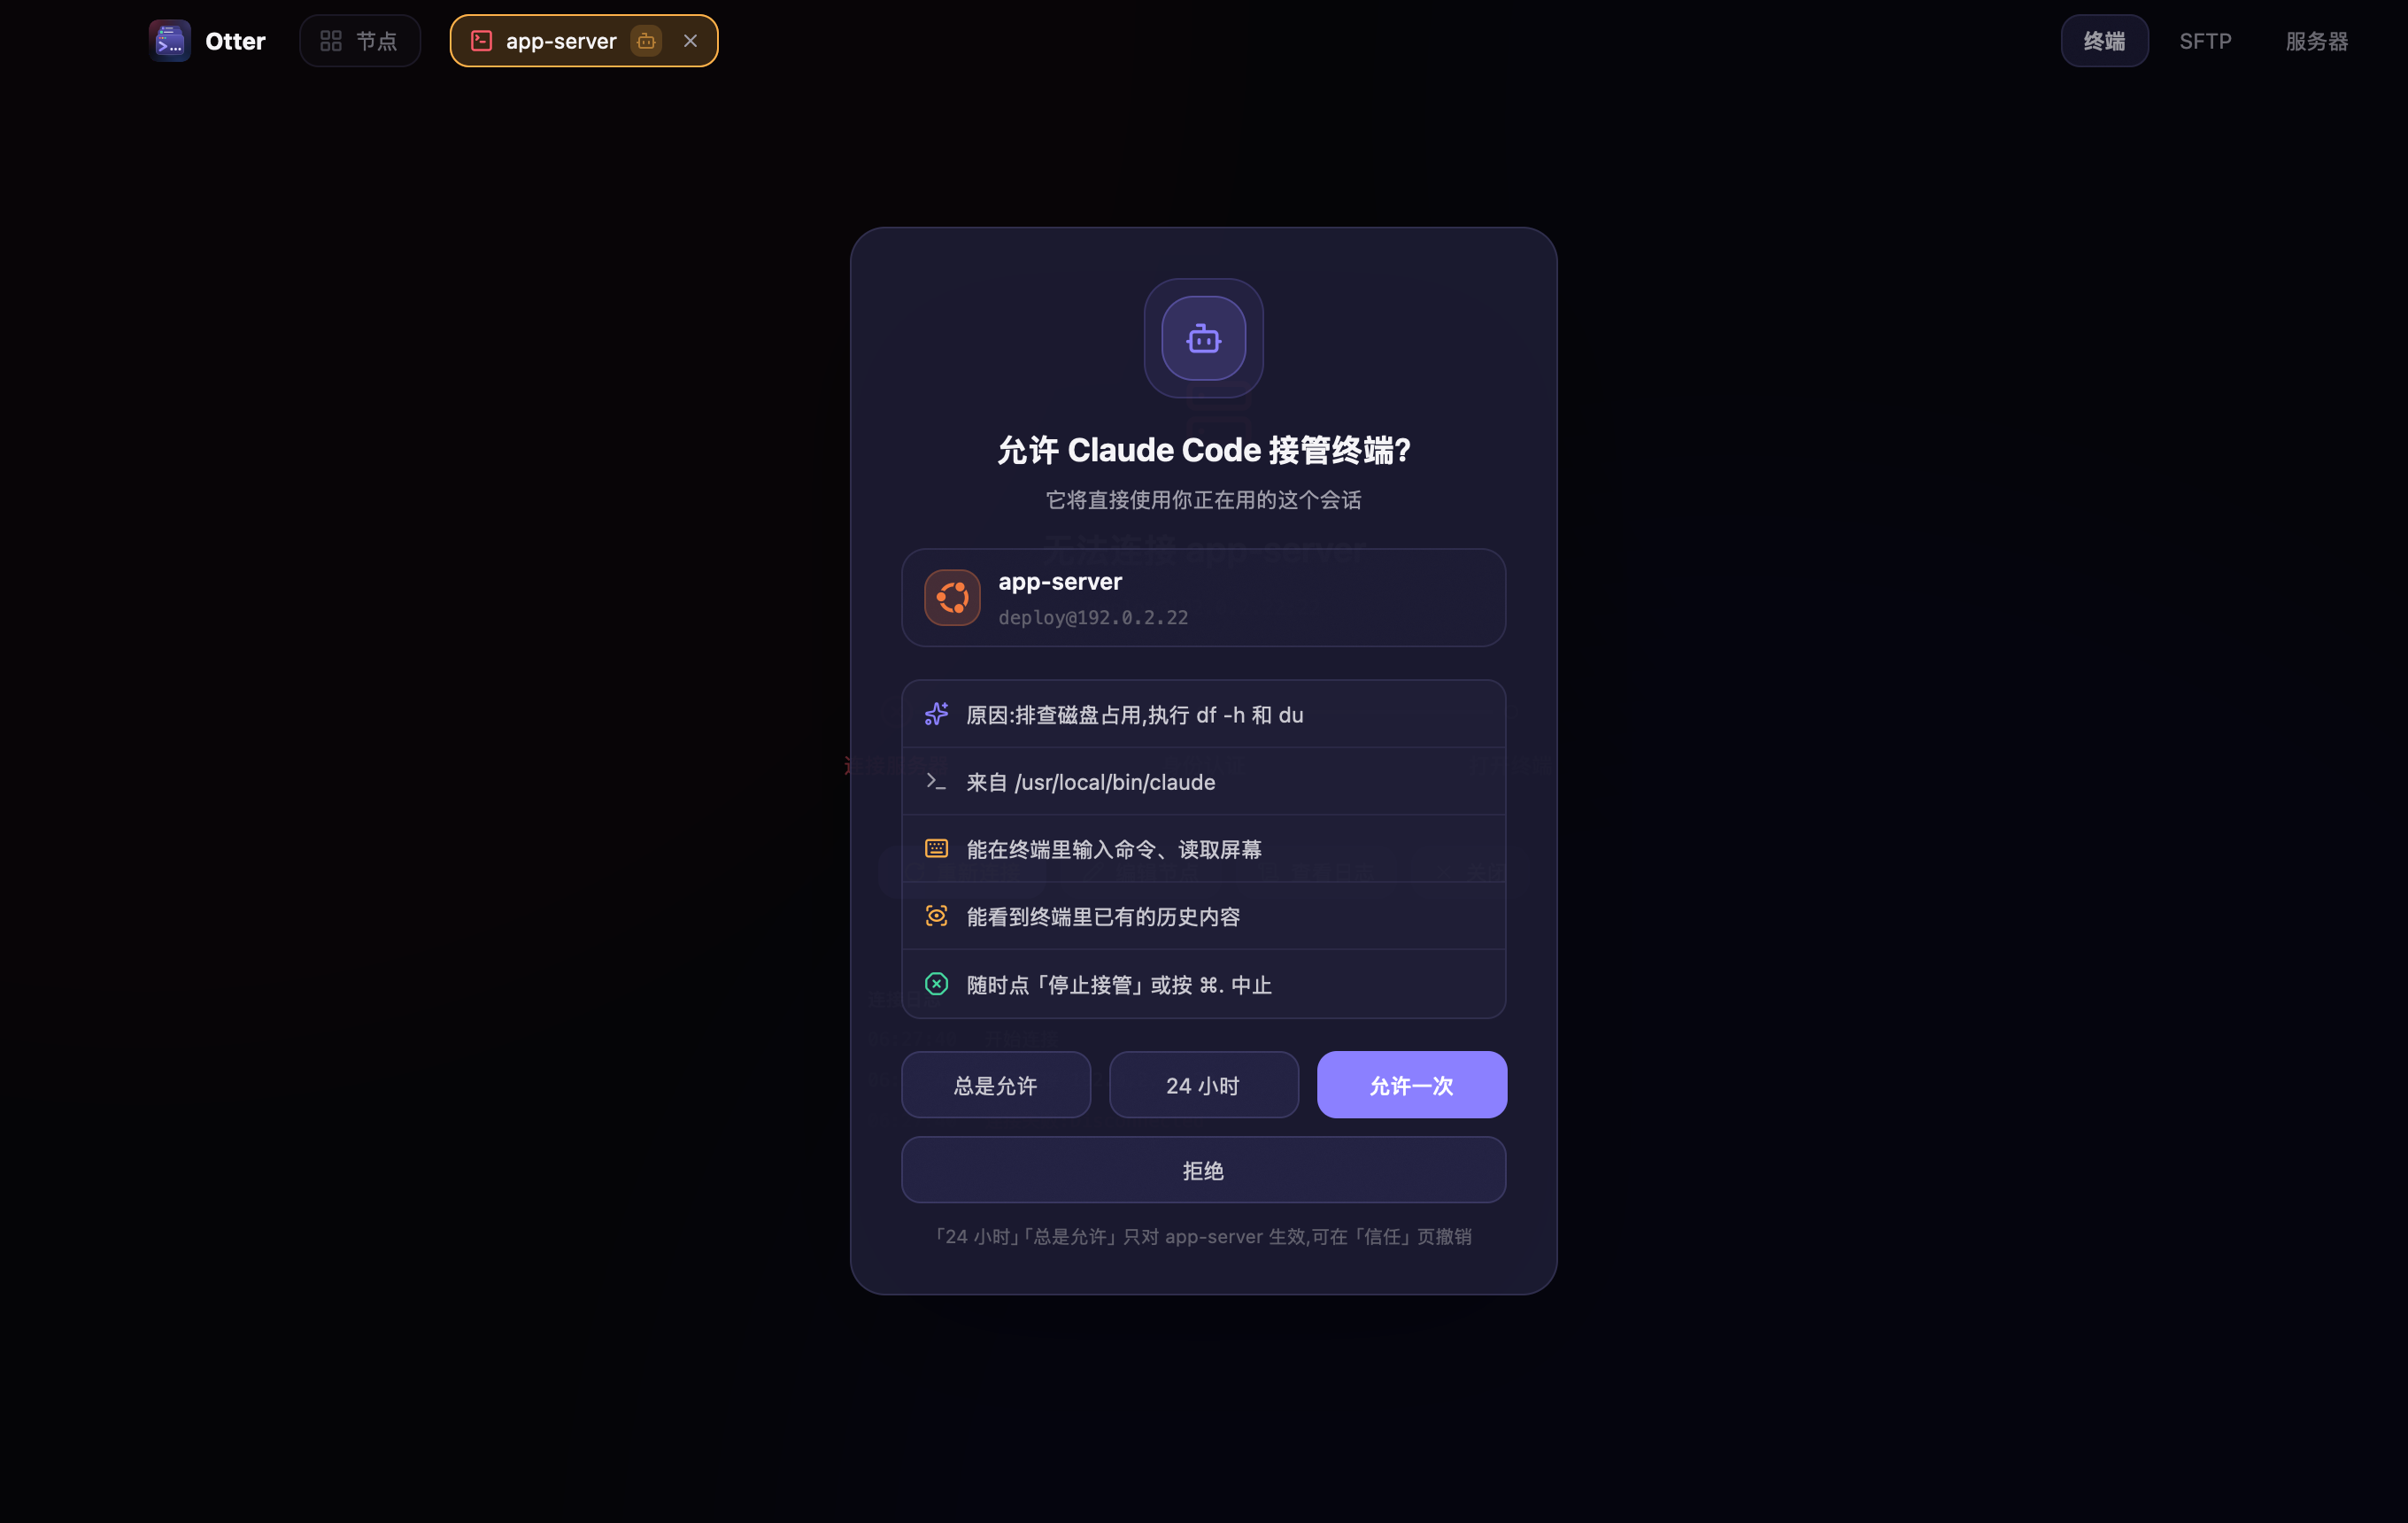 Otter
节点
app-server
终端
SFTP
服务器
允许 Claude Code 接管终端?
它将直接使用你正在用的这个会话
无法连接 app-server
app-server
deploy@192.0.2.22
原因:排查磁盘占用,执行 df -h 和 du
来自 /usr/local/bin/claude
能在终端里输入命令、读取屏幕
能看到终端里已有的历史内容
随时点「停止接管」或按 ⌘. 中止
总是允许
24 小时
允许一次
拒绝
「24 小时」「总是允许」只对 app-server 生效,可在「信任」页撤销